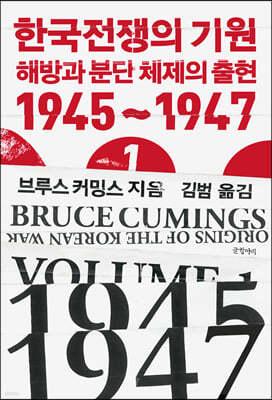 한국전쟁의 기원
해방과 분단 체제의 출현
1945~1947
1
브루스 커밍스 지음 김범 옮김
BRUCE CUMINGS
ORIGINS OF THE KOREAN WAR
글항아리
VOLUME 1
1945
1947